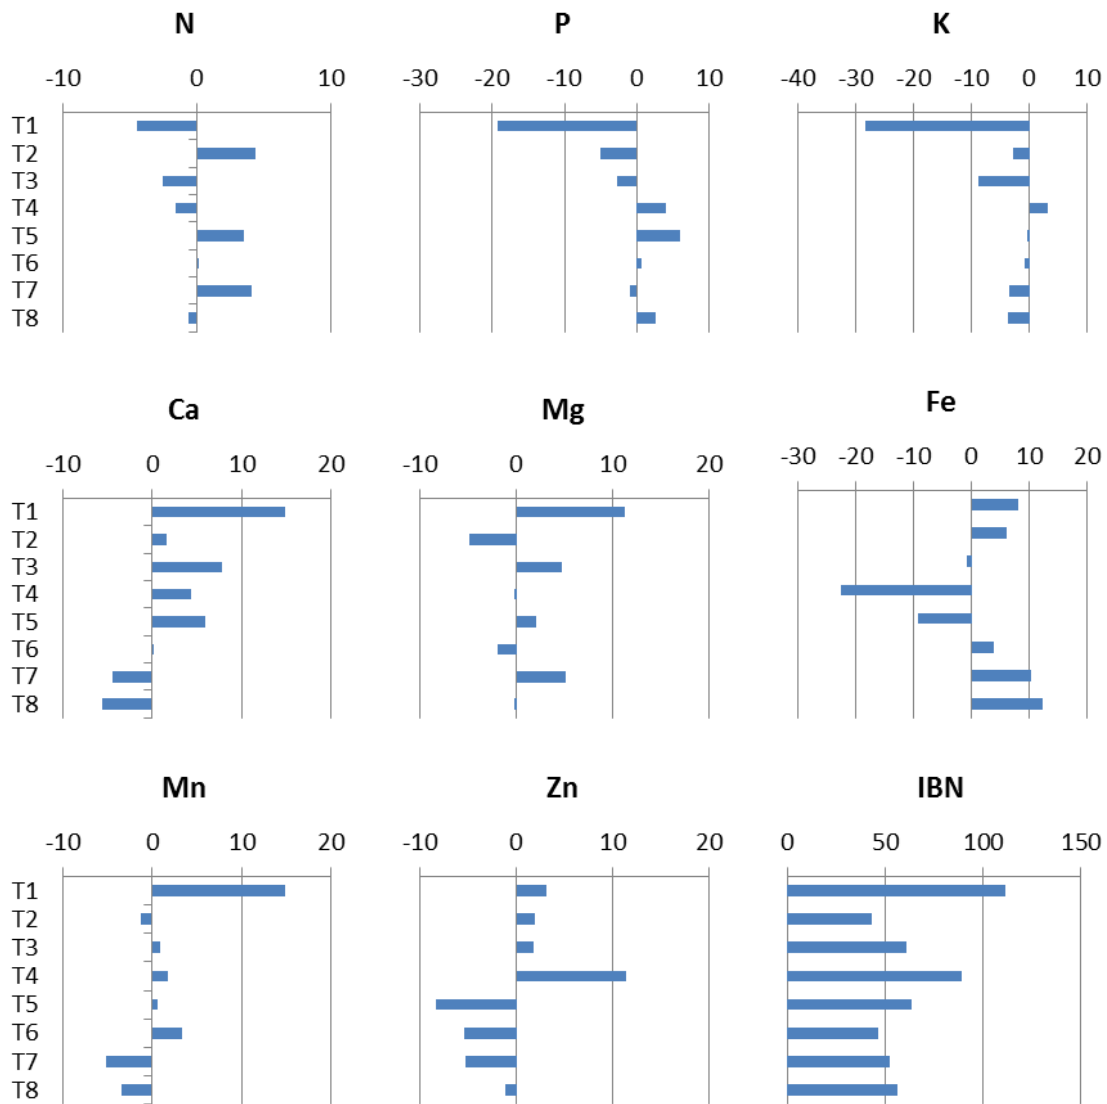 N P K
-10 0 10 -30 -20 -10 0 10 -40 -30 -20 -10 0 10
T1
T2
T3
T4
T5
T6
T7
T8
Ca Mg Fe
-10 0 10 20 -10 0 10 20 -30 -20 -10 0 10 20
T1
T2
T3
T4
T5
T6
T7
T8
Mn Zn IBN
-10 0 10 20 -10 0 10 20 0 50 100 150
T1
T2
T3
T4
T5
T6
T7
T8